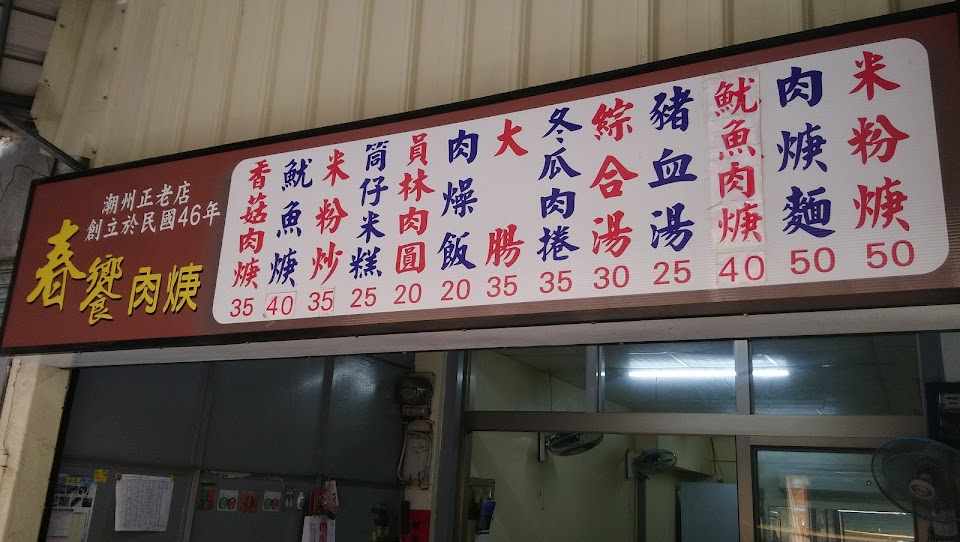 潮州正老店
創立於民國46年
春饗肉焿
米粉焿 50
肉焿麵 50
魷魚肉焿 40
豬血湯 25
綜合湯 30
冬瓜肉捲 35
大腸 35
肉燥飯 20
員林肉圓 20
筒仔米糕 25
米粉炒 35
魷魚焿 40
香菇肉焿 35